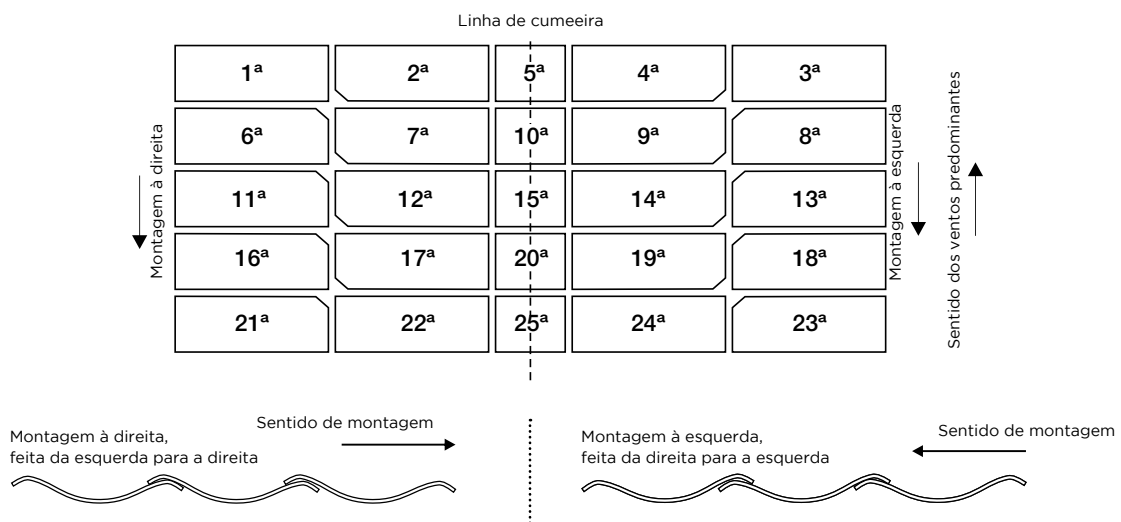 Linha de cumeeira
1ª 2ª 5ª 4ª 3ª
6ª 7ª 10ª 9ª 8ª
11ª 12ª 15ª 14ª 13ª
16ª 17ª 20ª 19ª 18ª
21ª 22ª 25ª 24ª 23ª
Montagem à direita
Montagem à esquerda
Sentido dos ventos predominantes
Sentido de montagem
Montagem à direita,
feita da esquerda para a direita
Sentido de montagem
Montagem à esquerda,
feita da direita para a esquerda